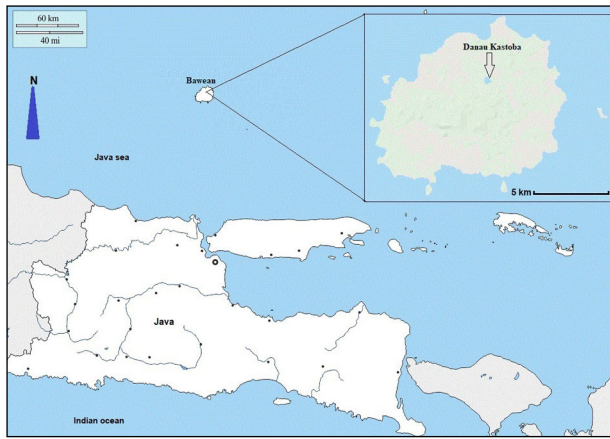 60 km
40 mi
N
Bawean
Java sea
Danau Kastoba
5 km
Java
Indian ocean